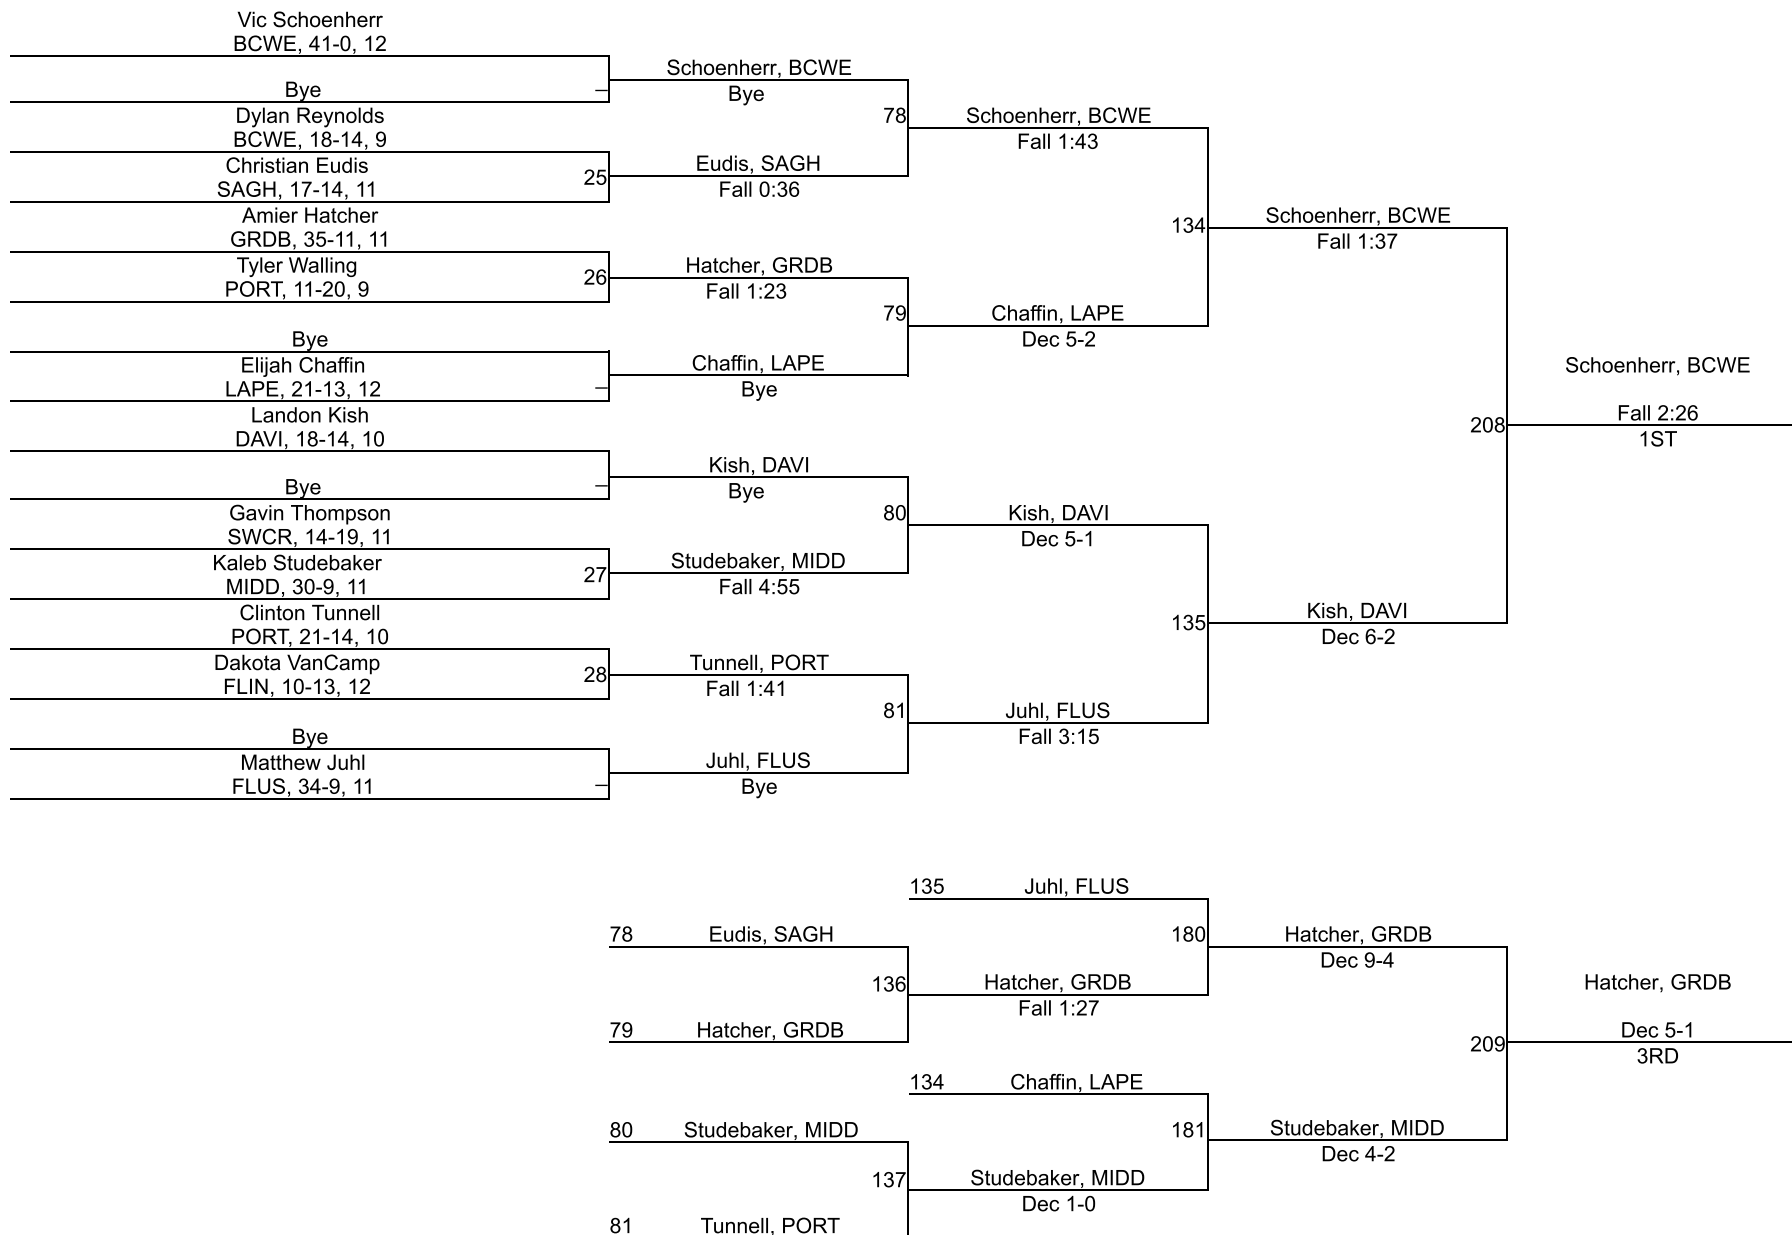 Vic Schoenherr
BCWE, 41-0, 12
Bye
–
Dylan Reynolds
BCWE, 18-14, 9
Christian Eudis
SAGH, 17-14, 11
25
Amier Hatcher
GRDB, 35-11, 11
Tyler Walling
PORT, 11-20, 9
26
Bye
Elijah Chaffin
LAPE, 21-13, 12
–
Landon Kish
DAVI, 18-14, 10
Bye
–
Gavin Thompson
SWCR, 14-19, 11
Kaleb Studebaker
MIDD, 30-9, 11
27
Clinton Tunnell
PORT, 21-14, 10
Dakota VanCamp
FLIN, 10-13, 12
28
Bye
Matthew Juhl
FLUS, 34-9, 11
–
Schoenherr, BCWE
Bye
78
Eudis, SAGH
Fall 0:36
Hatcher, GRDB
Fall 1:23
79
Chaffin, LAPE
Bye
Kish, DAVI
Bye
80
Studebaker, MIDD
Fall 4:55
Tunnell, PORT
Fall 1:41
81
Juhl, FLUS
Bye
Schoenherr, BCWE
Fall 1:43
134
Chaffin, LAPE
Dec 5-2
Kish, DAVI
Dec 5-1
135
Juhl, FLUS
Fall 3:15
Schoenherr, BCWE
Fall 1:37
208
Kish, DAVI
Dec 6-2
Schoenherr, BCWE
Fall 2:26
1ST
135 Juhl, FLUS
78 Eudis, SAGH
136
79 Hatcher, GRDB
Hatcher, GRDB
Fall 1:27
180
134 Chaffin, LAPE
80 Studebaker, MIDD
137
81 Tunnell, PORT
Studebaker, MIDD
Dec 1-0
181
Hatcher, GRDB
Dec 9-4
209
Studebaker, MIDD
Dec 4-2
Hatcher, GRDB
Dec 5-1
3RD